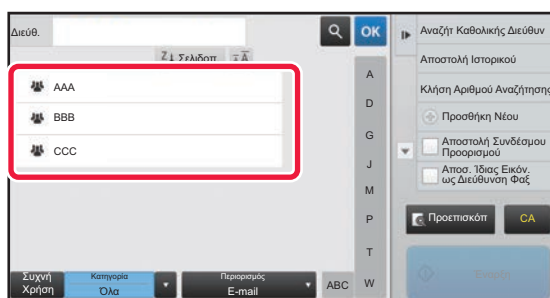 Διεύθ.
OK
Σελιδοπ
AAA
BBB
CCC
A
D
G
J
M
P
T
W
Συχνή
Χρήση
Κατηγορία
Όλα
Περιορισμός
E-mail
ABC
Αναζήτ Καθολικής Διεύθυν
Αποστολή Ιστορικού
Κλήση Αριθμού Αναζήτησης
Προσθήκη Νέου
Αποστολή Συνδέσμου
Προορισμού
Αποσ. Ίδιας Εικόν.
ως Διεύθυνση Φαξ
Προεπισκόπ
CA